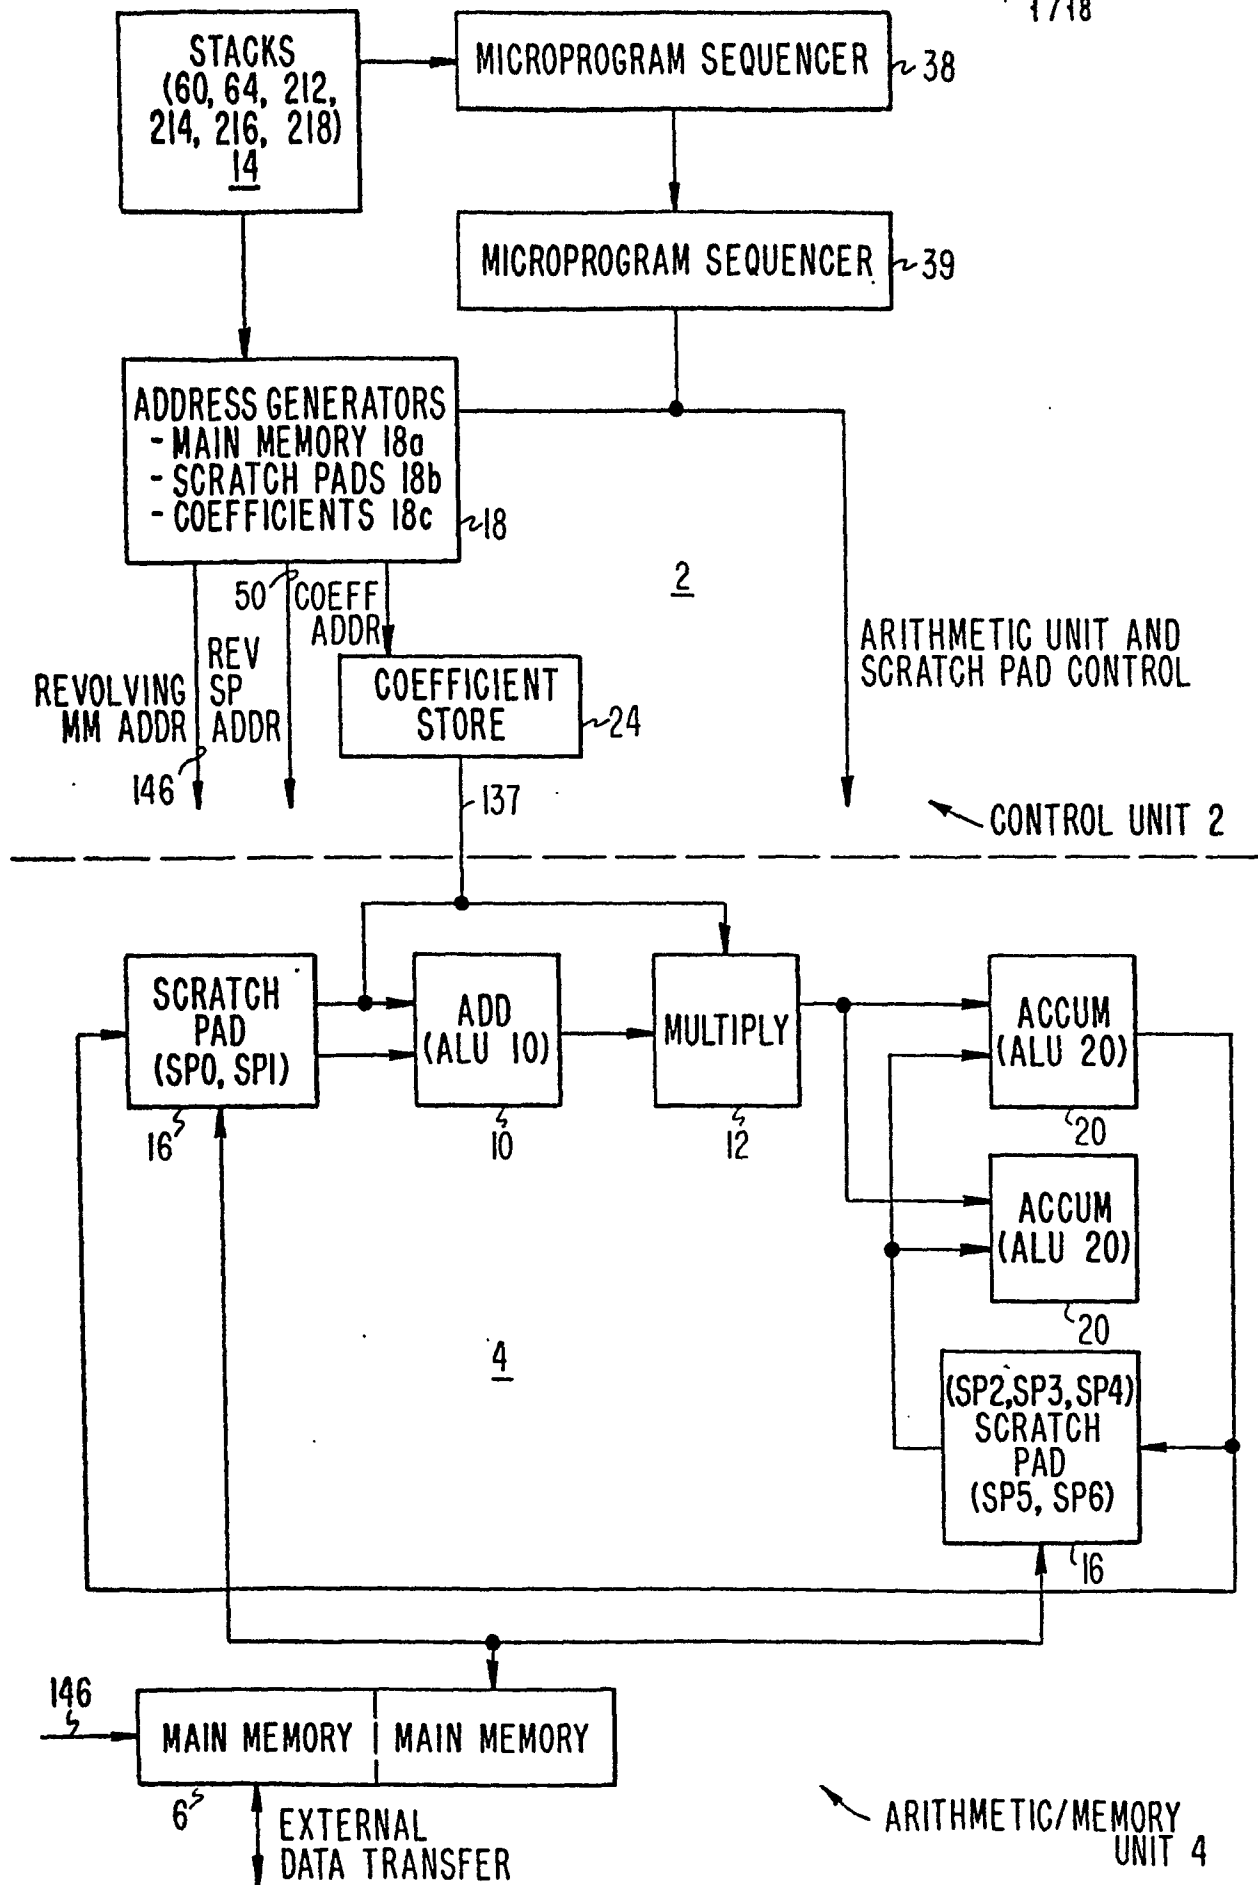 1/18
STACKS
(60, 64, 212,
214, 216, 218)
14
MICROPROGRAM SEQUENCER
38
MICROPROGRAM SEQUENCER
39
ADDRESS GENERATORS
- MAIN MEMORY 18a
- SCRATCH PADS 18b
- COEFFICIENTS 18c
18
50
COEFF
ADDR
2
REV
SP
ADDR
REVOLVING
MM ADDR
146
COEFFICIENT
STORE
24
ARITHMETIC UNIT AND
SCRATCH PAD CONTROL
137
CONTROL UNIT 2
SCRATCH
PAD
(SP0, SP1)
16
ADD
(ALU 10)
10
MULTIPLY
12
ACCUM
(ALU 20)
20
ACCUM
(ALU 20)
20
4
(SP2,SP3,SP4)
SCRATCH
PAD
(SP5, SP6)
16
146
MAIN MEMORY
MAIN MEMORY
6
EXTERNAL
DATA TRANSFER
ARITHMETIC/MEMORY
UNIT 4